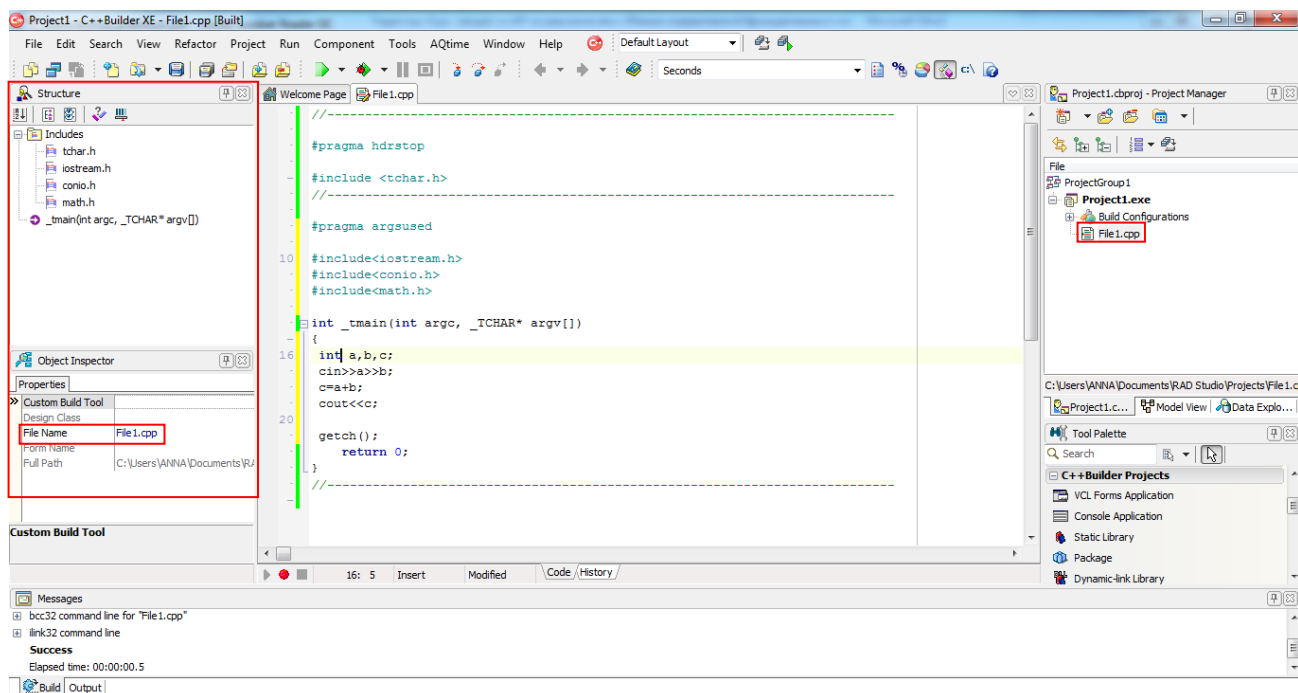 Project1 - C++Builder XE - File1.cpp [Built]
File Edit Search View Refactor Project Run Component Tools AQtime Window Help Default Layout
Seconds
Structure
Includes
tchar.h
iostream.h
conio.h
math.h
_tmain(int argc, _TCHAR* argv[])
Object Inspector
Properties
Custom Build Tool
Design Class
File Name File1.cpp
Form Name
Full Path C:\Users\ANNA\Documents\RA
Custom Build Tool
Welcome Page File1.cpp
//---------------------------------------------------------------------------
#pragma hdrstop
#include <tchar.h>
//---------------------------------------------------------------------------
#pragma argsused
10 #include<iostream.h>
#include<conio.h>
#include<math.h>
int _tmain(int argc, _TCHAR* argv[])
{
16 int a,b,c;
cin>>a>>b;
c=a+b;
cout<<c;
20
getch();
return 0;
}
//---------------------------------------------------------------------------
16: 5 Insert Modified Code History
Project1.cbproj - Project Manager
File
ProjectGroup1
Project1.exe
Build Configurations
File1.cpp
C:\Users\ANNA\Documents\RAD Studio\Projects\File1.c
Project1.c... Model View Data Explo...
Tool Palette
Search
C++Builder Projects
VCL Forms Application
Console Application
Static Library
Package
Dynamic-link Library
Messages
bcc32 command line for "File1.cpp"
ilink32 command line
Success
Elapsed time: 00:00:00.5
Build Output